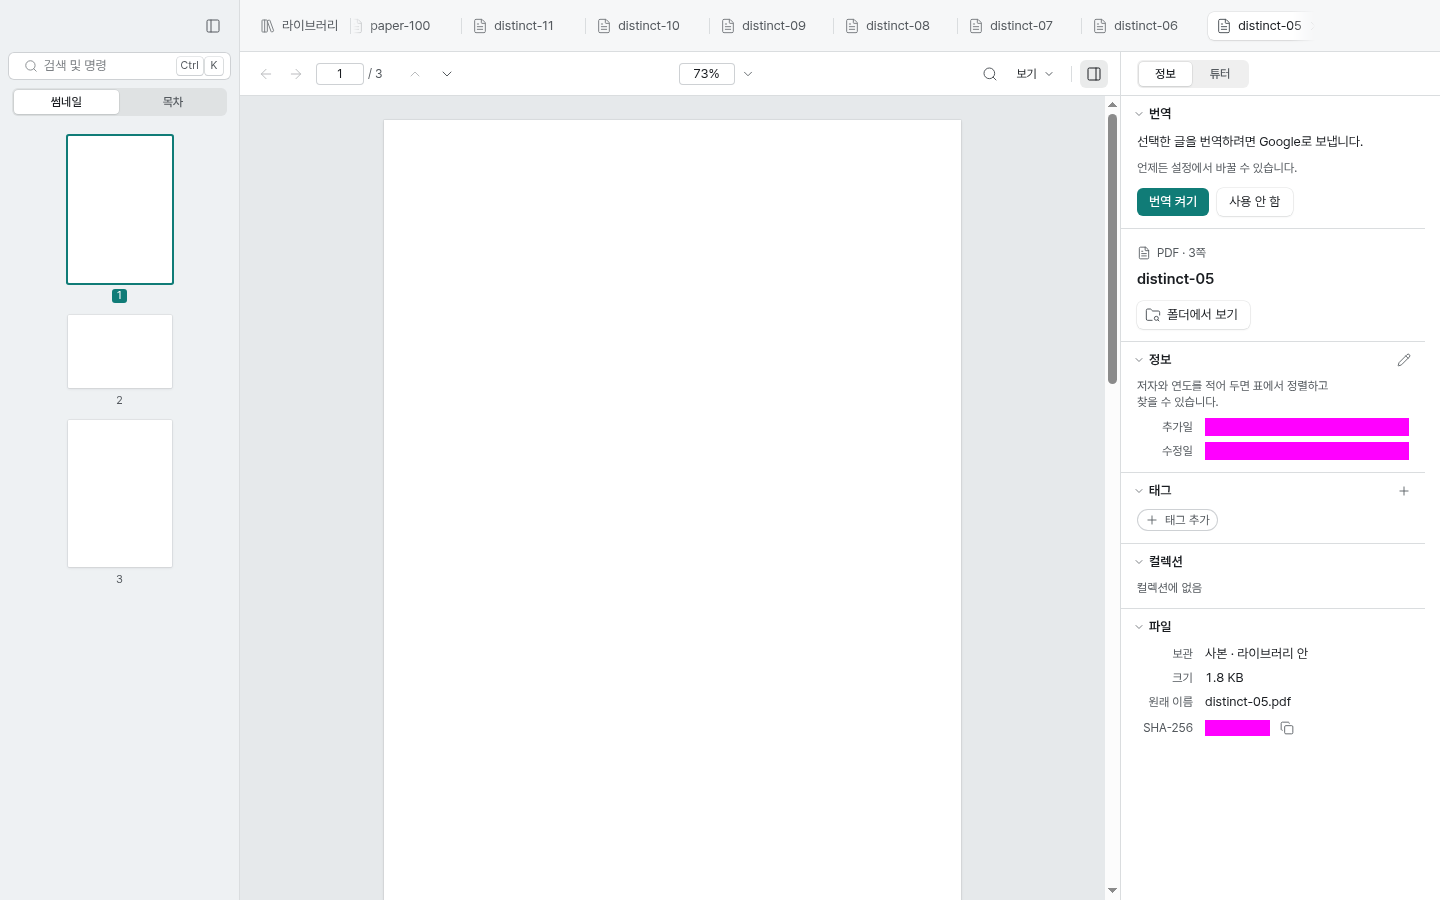 라이브러리
paper-100
distinct-11
distinct-10
distinct-09
distinct-08
distinct-07
distinct-06
distinct-05
검색 및 명령 Ctrl K
썸네일 목차
1
2
3
1 / 3
73%
보기
정보 튜터
번역
선택한 글을 번역하려면 Google로 보냅니다.
언제든 설정에서 바꿀 수 있습니다.
번역 켜기 사용 안 함
PDF · 3쪽
distinct-05
폴더에서 보기
정보
저자와 연도를 적어 두면 표에서 정렬하고
찾을 수 있습니다.
추가일
수정일
태그
태그 추가
컬렉션
컬렉션에 없음
파일
보관 사본 · 라이브러리 안
크기 1.8 KB
원래 이름 distinct-05.pdf
SHA-256